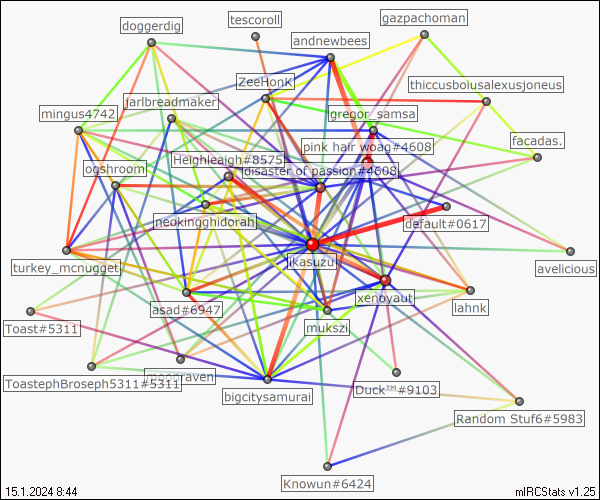 tescoroll
gazpachoman
doggerdig
andnewbees
ZeeHonK
thiccusboiusalexusjoneus
jarlbreadmaker
mingus4742
gregor_samsa
facadas.
pink hair woag#4608
Heighleaigh#8575
ogshroom
disaster of passion#4608
neokingghidorah
default#0617
ikasuzu
turkey_mcnugget
avelicious
xenoyaut
asad#6947
lahnk
Toast#5311
mukszi
moonraven
ToastephBroseph5311#5311
Duck™#9103
bigcitysamurai
Random Stuf6#5983
Knowun#6424
15.1.2024 8:44
mIRCStats v1.25